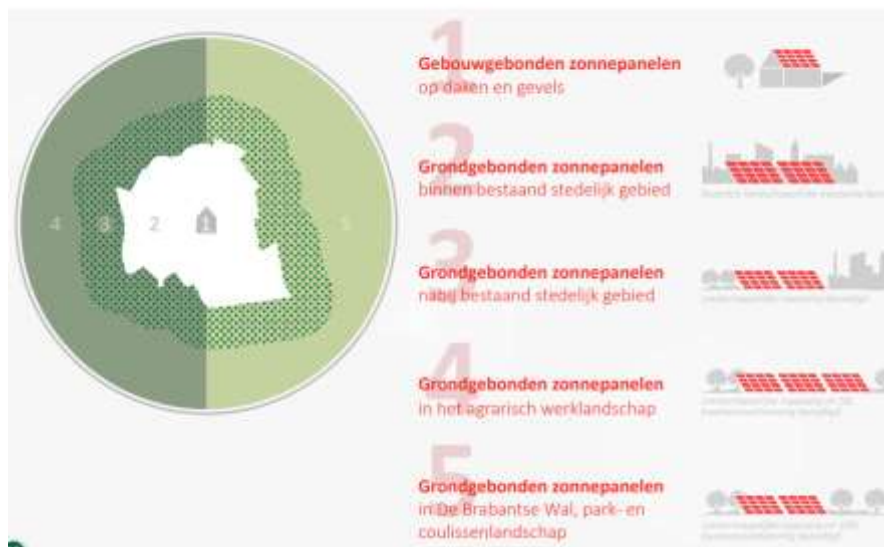 1
Gebouwgebonden zonnepanelen
op daken en gevels
2
Grondgebonden zonnepanelen
binnen bestaand stedelijk gebied
3
Grondgebonden zonnepanelen
nabij bestaand stedelijk gebied
4
Grondgebonden zonnepanelen
in het agrarisch werklandschap
5
Grondgebonden zonnepanelen
in De Brabantse Wal, park- en
coulissenlandschap
4 3 2 1 5